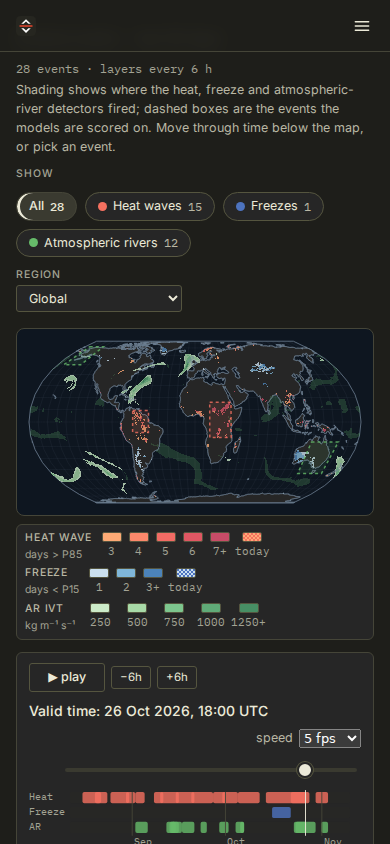 28 events · layers every 6 h
Shading shows where the heat, freeze and atmospheric-
river detectors fired; dashed boxes are the events the
models are scored on. Move through time below the map,
or pick an event.
SHOW
All 28 Heat waves 15 Freezes 1
Atmospheric rivers 12
REGION
Global
HEAT WAVE
days > P85 3 4 5 6 7+ today
FREEZE
days < P15 1 2 3+ today
AR IVT
kg m⁻¹ s⁻¹ 250 500 750 1000 1250+
▶ play −6h +6h
Valid time: 26 Oct 2026, 18:00 UTC
speed 5 fps
Heat
Freeze
AR
Sep Oct Nov